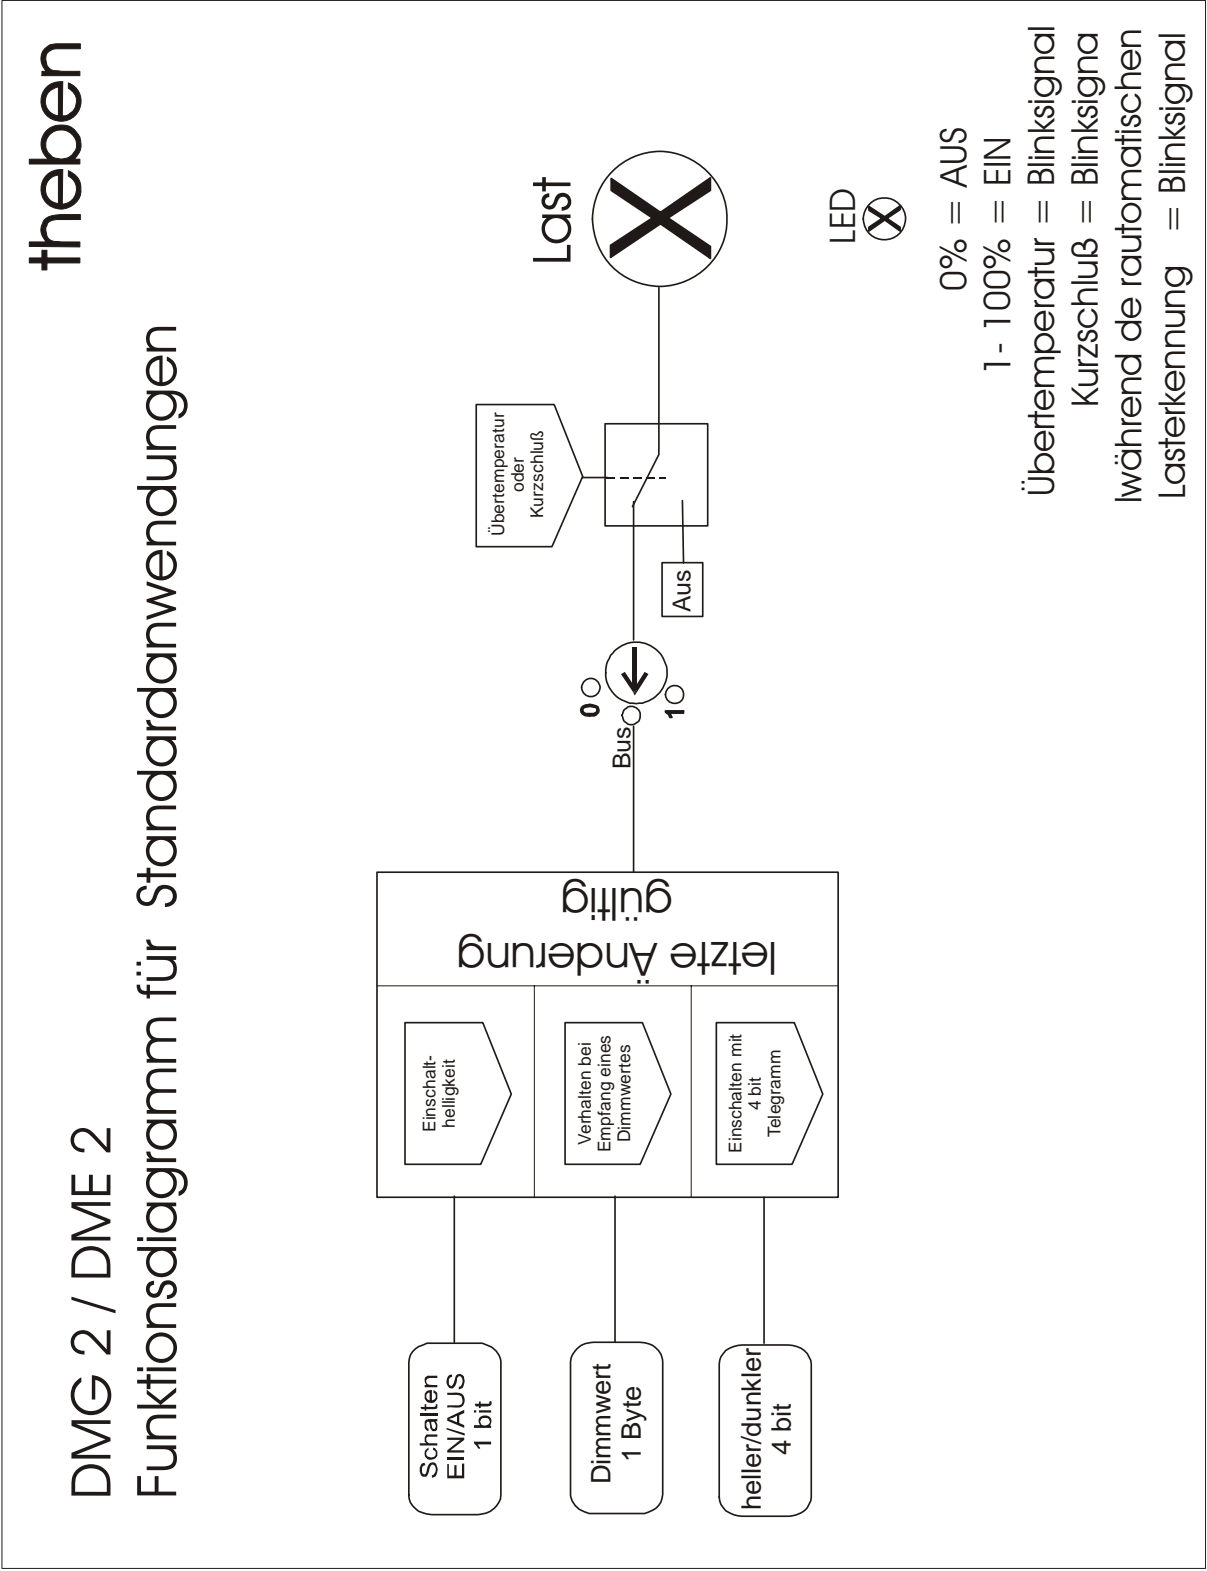 theben
DMG 2 / DME 2
Funktionsdiagramm für Standardanwendungen
Schalten
EIN/AUS
1 bit
Dimmwert
1 Byte
heller/dunkler
4 bit
Einschalt-
helligkeit
Verhalten bei
Empfang eines
Dimmwertes
Einschalten mit
4 bit
Telegramm
letzte Änderung
gültig
0
Bus
1
Übertemperatur
oder
Kurzschluß
Aus
Last
LED
0% = AUS
1- 100% = EIN
Übertemperatur = Blinksignal
Kurzschluß = Blinksigna
lwährend de rautomatischen
Lasterkennung = Blinksignal